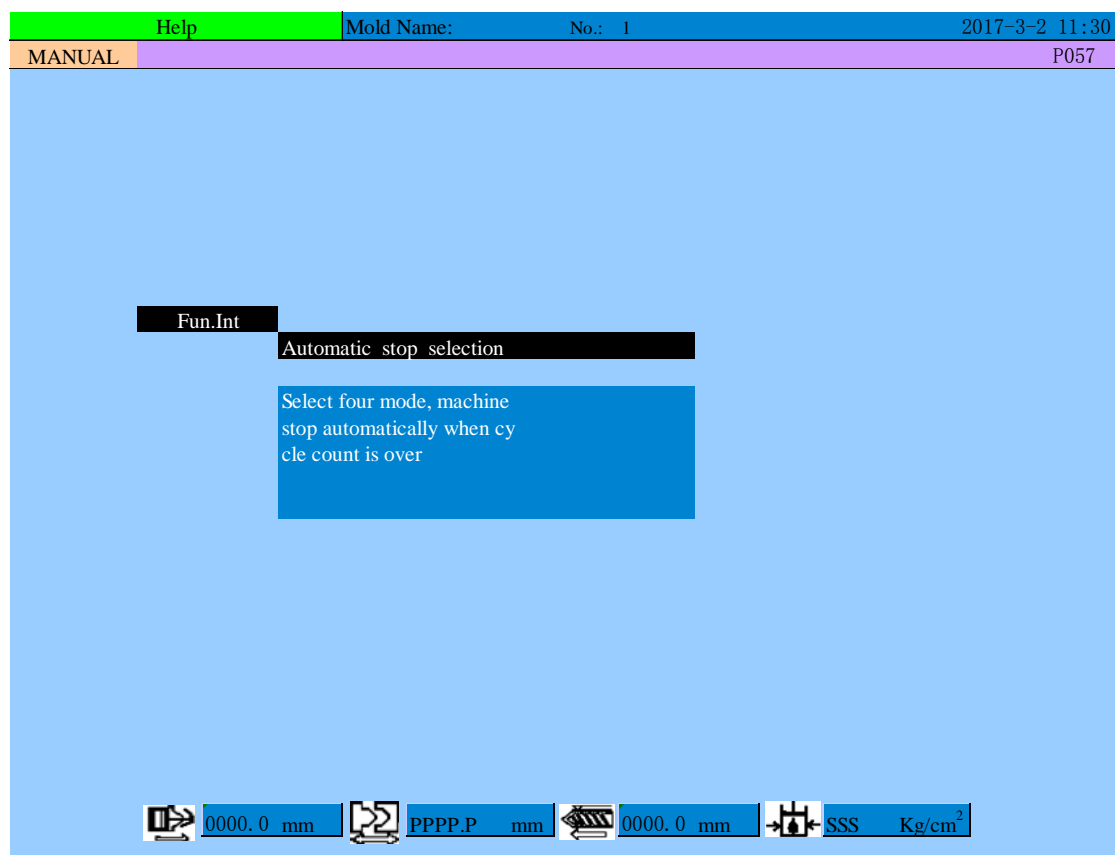 Help Mold Name: No.: 1 2017-3-2 11:30
MANUAL P057
Fun.Int
Automatic stop selection
Select four mode, machine
stop automatically when cy
cle count is over
0000.0 mm PPPP.P mm 0000.0 mm SSS Kg/cm²